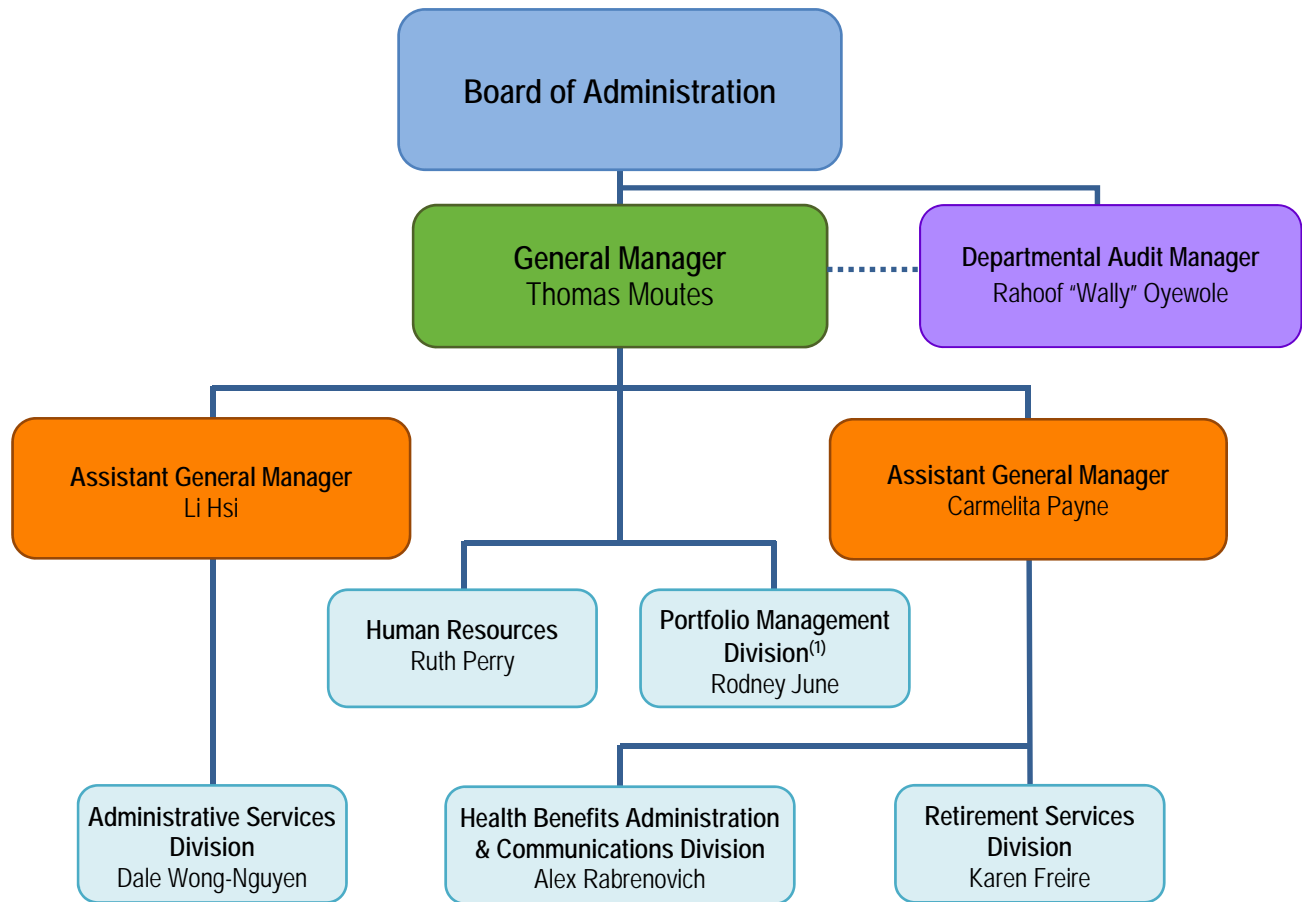 Board of Administration
General Manager
Thomas Moutes
Departmental Audit Manager
Rahoof “Wally” Oyewole
Assistant General Manager
Li Hsi
Assistant General Manager
Carmelita Payne
Human Resources
Ruth Perry
Portfolio Management
Division(1)
Rodney June
Administrative Services
Division
Dale Wong-Nguyen
Health Benefits Administration
& Communications Division
Alex Rabrenovich
Retirement Services
Division
Karen Freire